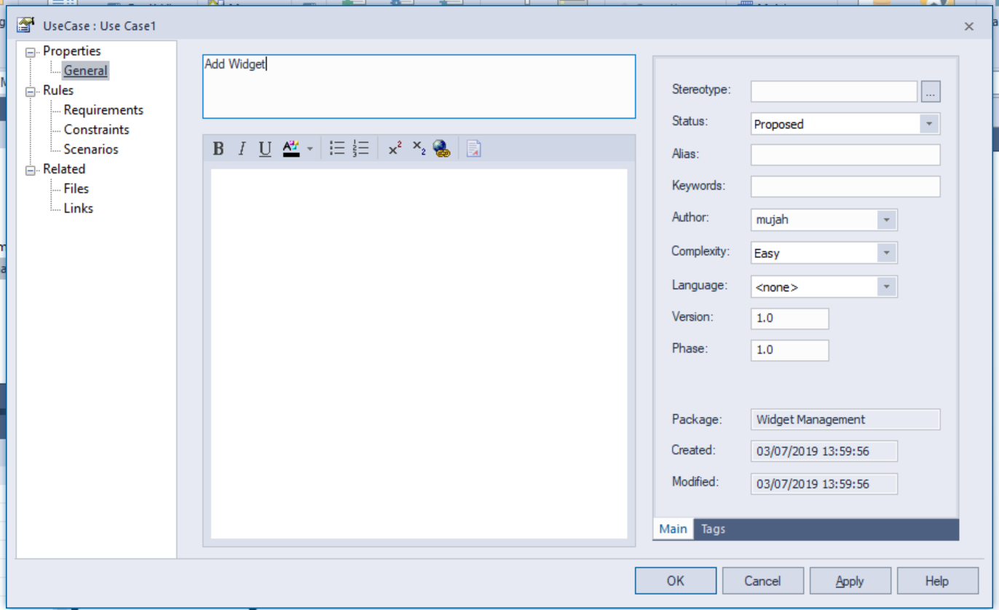 UseCase : Use Case1
Properties
General
Rules
Requirements
Constraints
Scenarios
Related
Files
Links
Add Widget
B I U A x² x₂
Stereotype: ...
Status: Proposed
Alias:
Keywords:
Author: mujah
Complexity: Easy
Language: <none>
Version: 1.0
Phase: 1.0
Package: Widget Management
Created: 03/07/2019 13:59:56
Modified: 03/07/2019 13:59:56
Main Tags
OK Cancel Apply Help